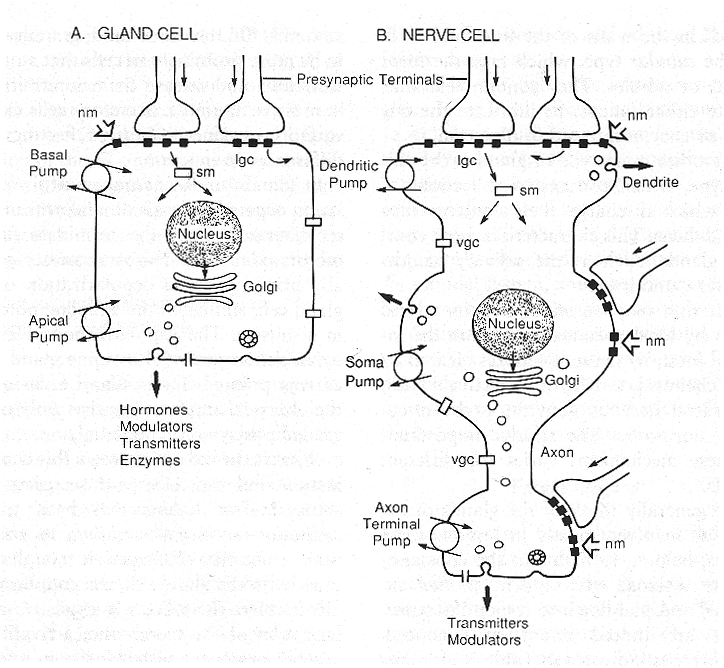 A. GLAND CELL
B. NERVE CELL
Presynaptic Terminals
nm
nm
Basal
Pump
lgc
sm
Nucleus
Golgi
Apical
Pump
Hormones
Modulators
Transmitters
Enzymes
Dendritic
Pump
lgc
sm
Dendrite
vgc
Nucleus
nm
Soma
Pump
Golgi
vgc
Axon
Axon
Terminal
Pump
nm
Transmitters
Modulators